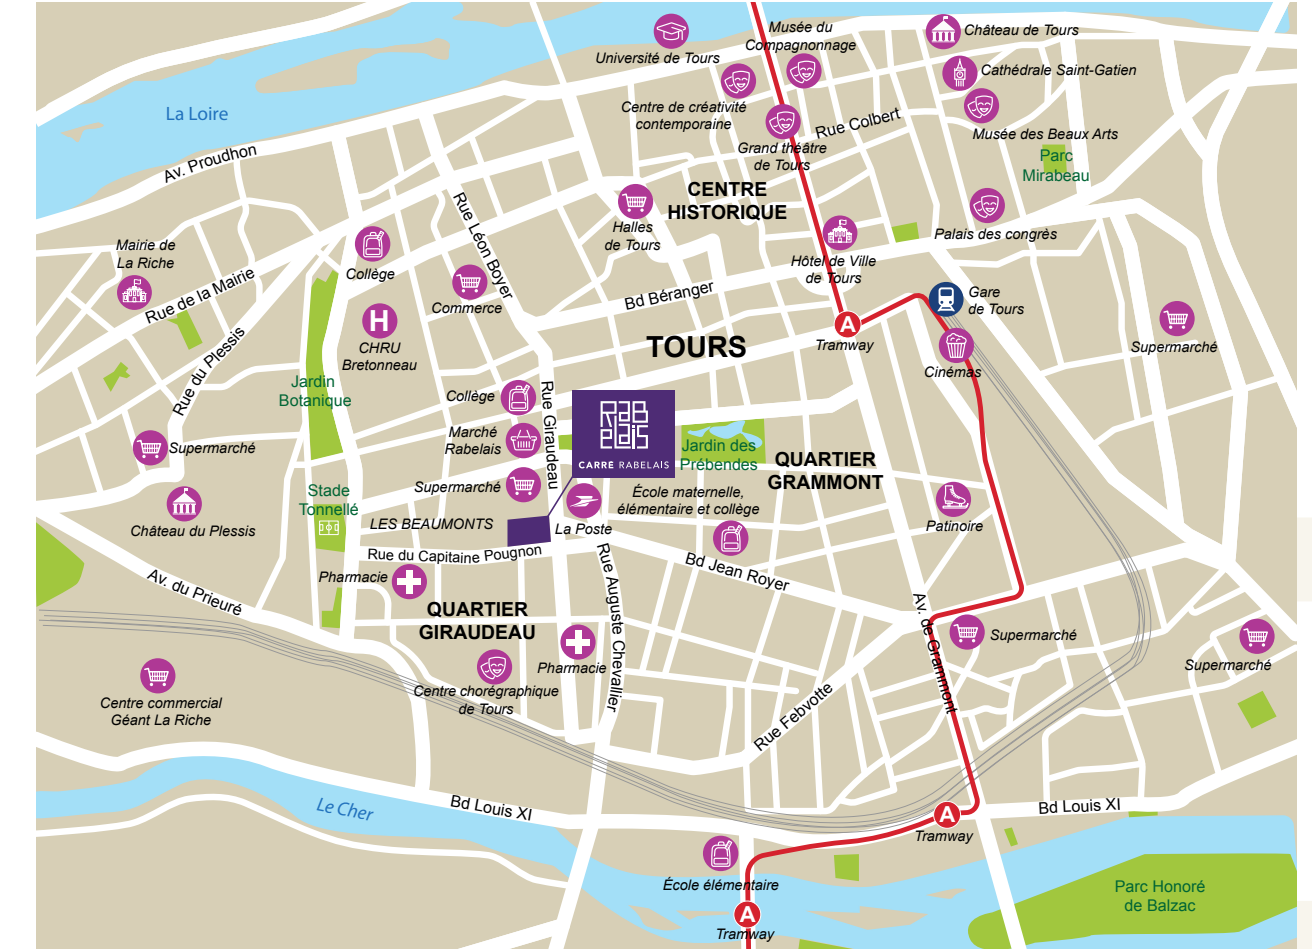 Université de Tours
Musée du
Compagnonnage
Château de Tours
Cathédrale Saint-Gatien
La Loire
Centre de créativité
contemporaine
Rue Colbert
Musée des Beaux Arts
Grand théâtre
de Tours
Av. Proudhon
Parc
Mirabeau
CENTRE
HISTORIQUE
Rue Léon Boyer
Halles
de Tours
Palais des congrès
Mairie de
La Riche
Collège
Hôtel de Ville
de Tours
Rue de la Mairie
Commerce
Bd Béranger
Gare
de Tours
H
CHRU
Bretonneau
TOURS
A
Tramway
Supermarché
Cinémas
Rue du Plessis
Jardin
Botanique
Collège
Rue Giraudeau
RABELAIS
CARRÉ RABELAIS
Marché
Rabelais
Jardin des
Prébendes
QUARTIER
GRAMMONT
Supermarché
Supermarché
Stade
Tonnellé
École maternelle,
élémentaire et collège
Château du Plessis
LES BEAUMONTS
La Poste
Patinoire
Rue du Capitaine Pougnon
Bd Jean Royer
Pharmacie
Av. du Prieuré
QUARTIER
GIRAUDEAU
Rue Auguste Chevallier
Av. de Grammont
Supermarché
Supermarché
Pharmacie
Centre commercial
Géant La Riche
Centre chorégraphique
de Tours
Rue Febvotte
Le Cher
Bd Louis XI
Bd Louis XI
A
Tramway
École élémentaire
Parc Honoré
de Balzac
A
Tramway